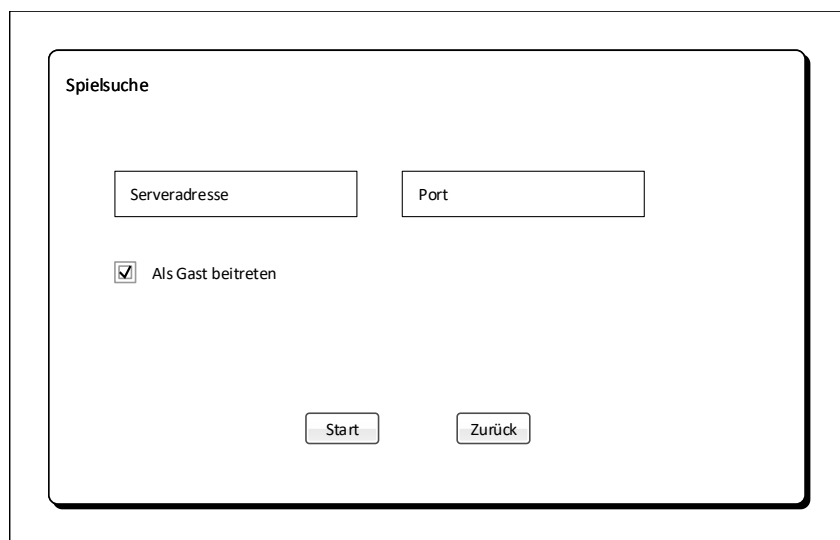 Spielsuche
Serveradresse
Port
Als Gast beitreten
Start
Zurück